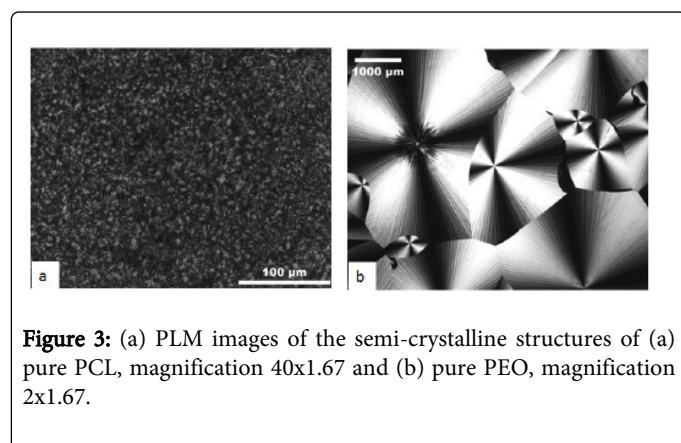 1000 µm
100 µm
a
b
Figure 3: (a) PLM images of the semi-crystalline structures of (a)
pure PCL, magnification 40x1.67 and (b) pure PEO, magnification
2x1.67.